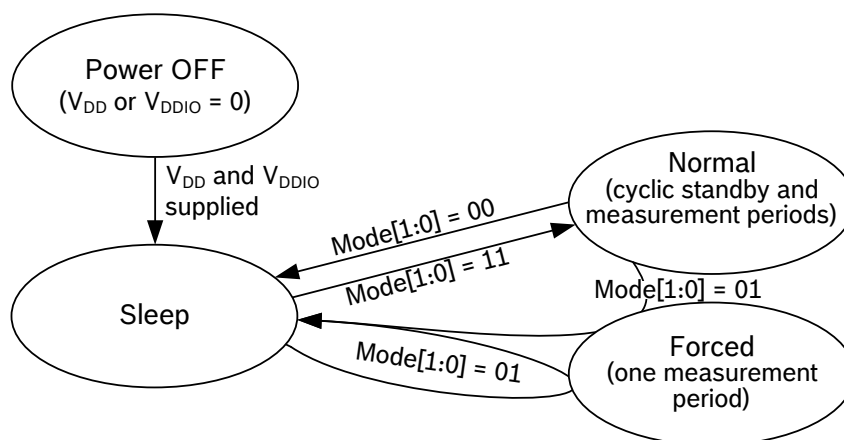 Power OFF
(VDD or VDDIO = 0)
VDD and VDDIO
supplied
Normal
(cyclic standby and
measurement periods)
Mode[1:0] = 00
Mode[1:0] = 11
Mode[1:0] = 01
Sleep
Mode[1:0] = 01
Forced
(one measurement
period)